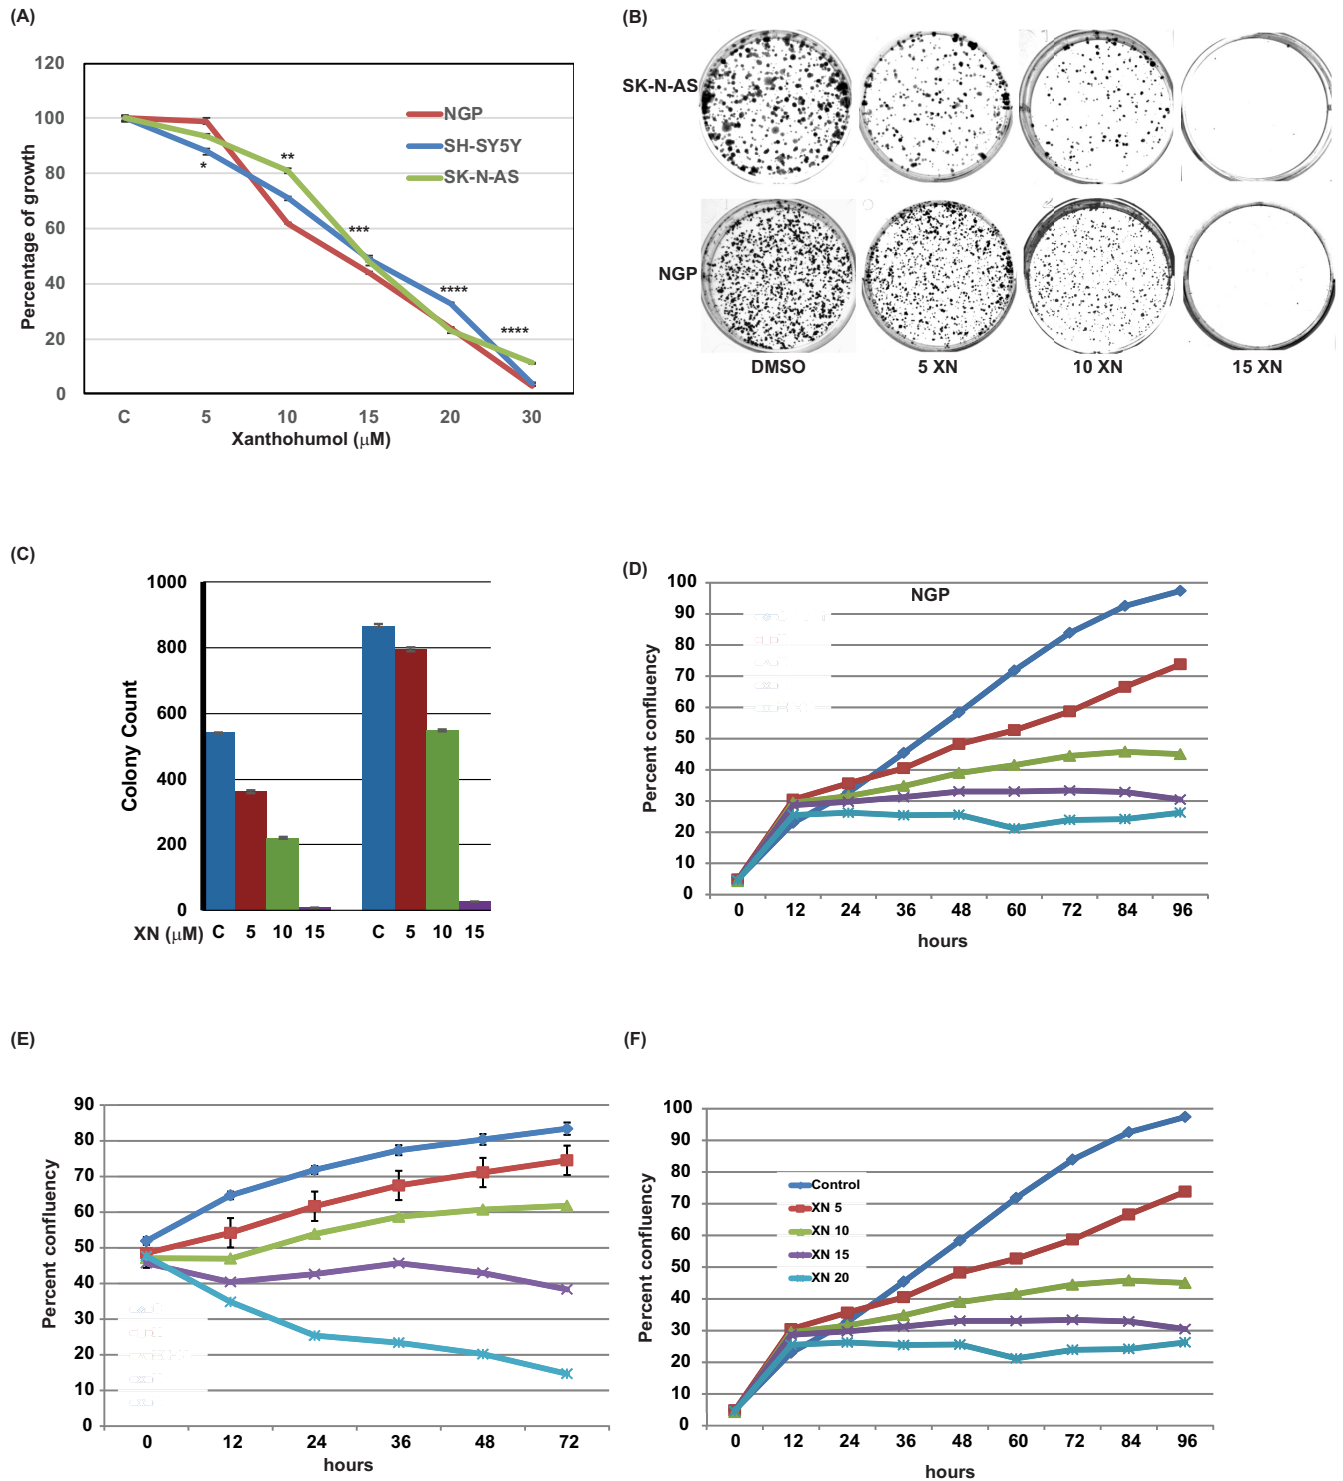 (A)
120
100
80
60
40
20
0
Percentage of growth
NGP
SH-SY5Y
SK-N-AS
*
**
***
****
****
C 5 10 15 20 30
Xanthohumol (μM)
(B)
SK-N-AS
NGP
DMSO 5 XN 10 XN 15 XN
(C)
1000
800
600
400
200
0
Colony Count
XN (μM) C 5 10 15 C 5 10 15
(D)
NGP
100
90
80
70
60
50
40
30
20
10
0
Percent confluency
0 12 24 36 48 60 72 84 96
hours
(E)
90
80
70
60
50
40
30
20
10
0
Percent confluency
0 12 24 36 48 72
hours
(F)
100
90
80
70
60
50
40
30
20
10
0
Percent confluency
Control
XN 5
XN 10
XN 15
XN 20
0 12 24 36 48 60 72 84 96
hours